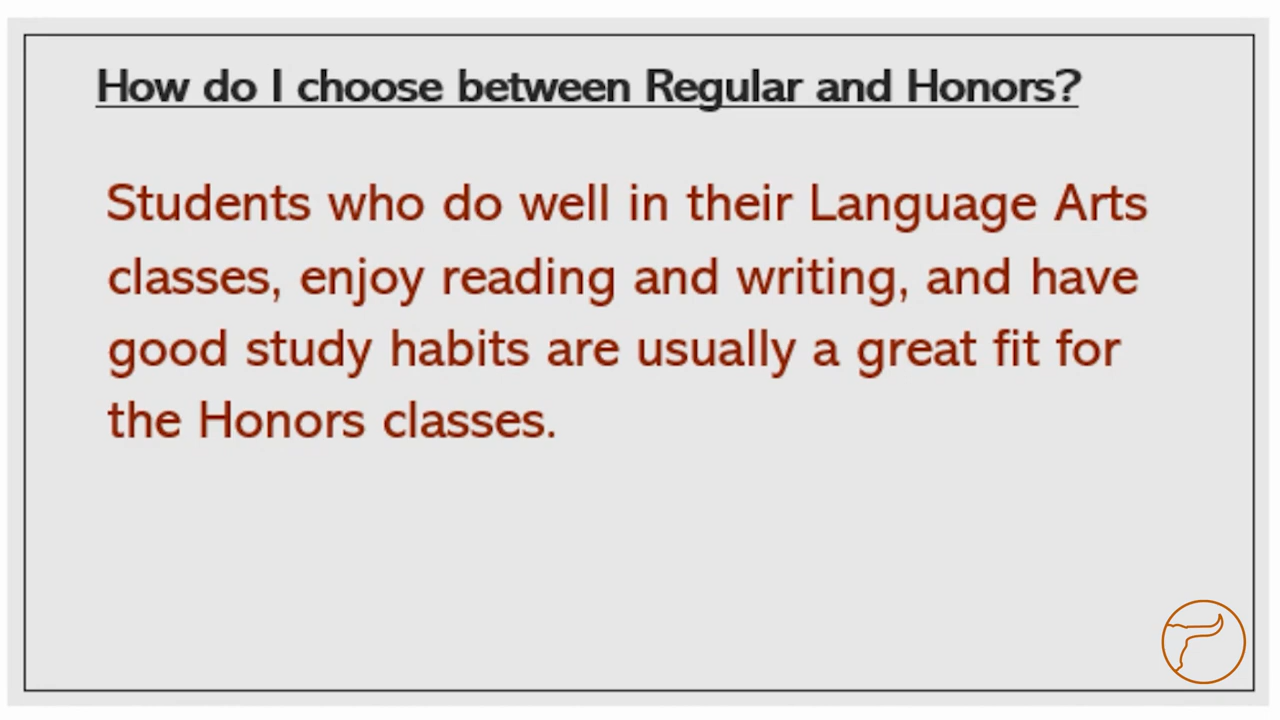 How do I choose between Regular and Honors?
Students who do well in their Language Arts
classes, enjoy reading and writing, and have
good study habits are usually a great fit for
the Honors classes.